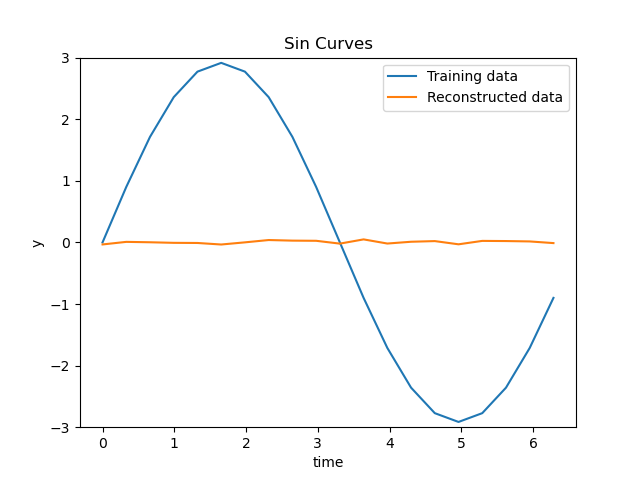 Sin Curves
Training data
Reconstructed data
3
2
1
0
−1
−2
−3
y
0 1 2 3 4 5 6
time